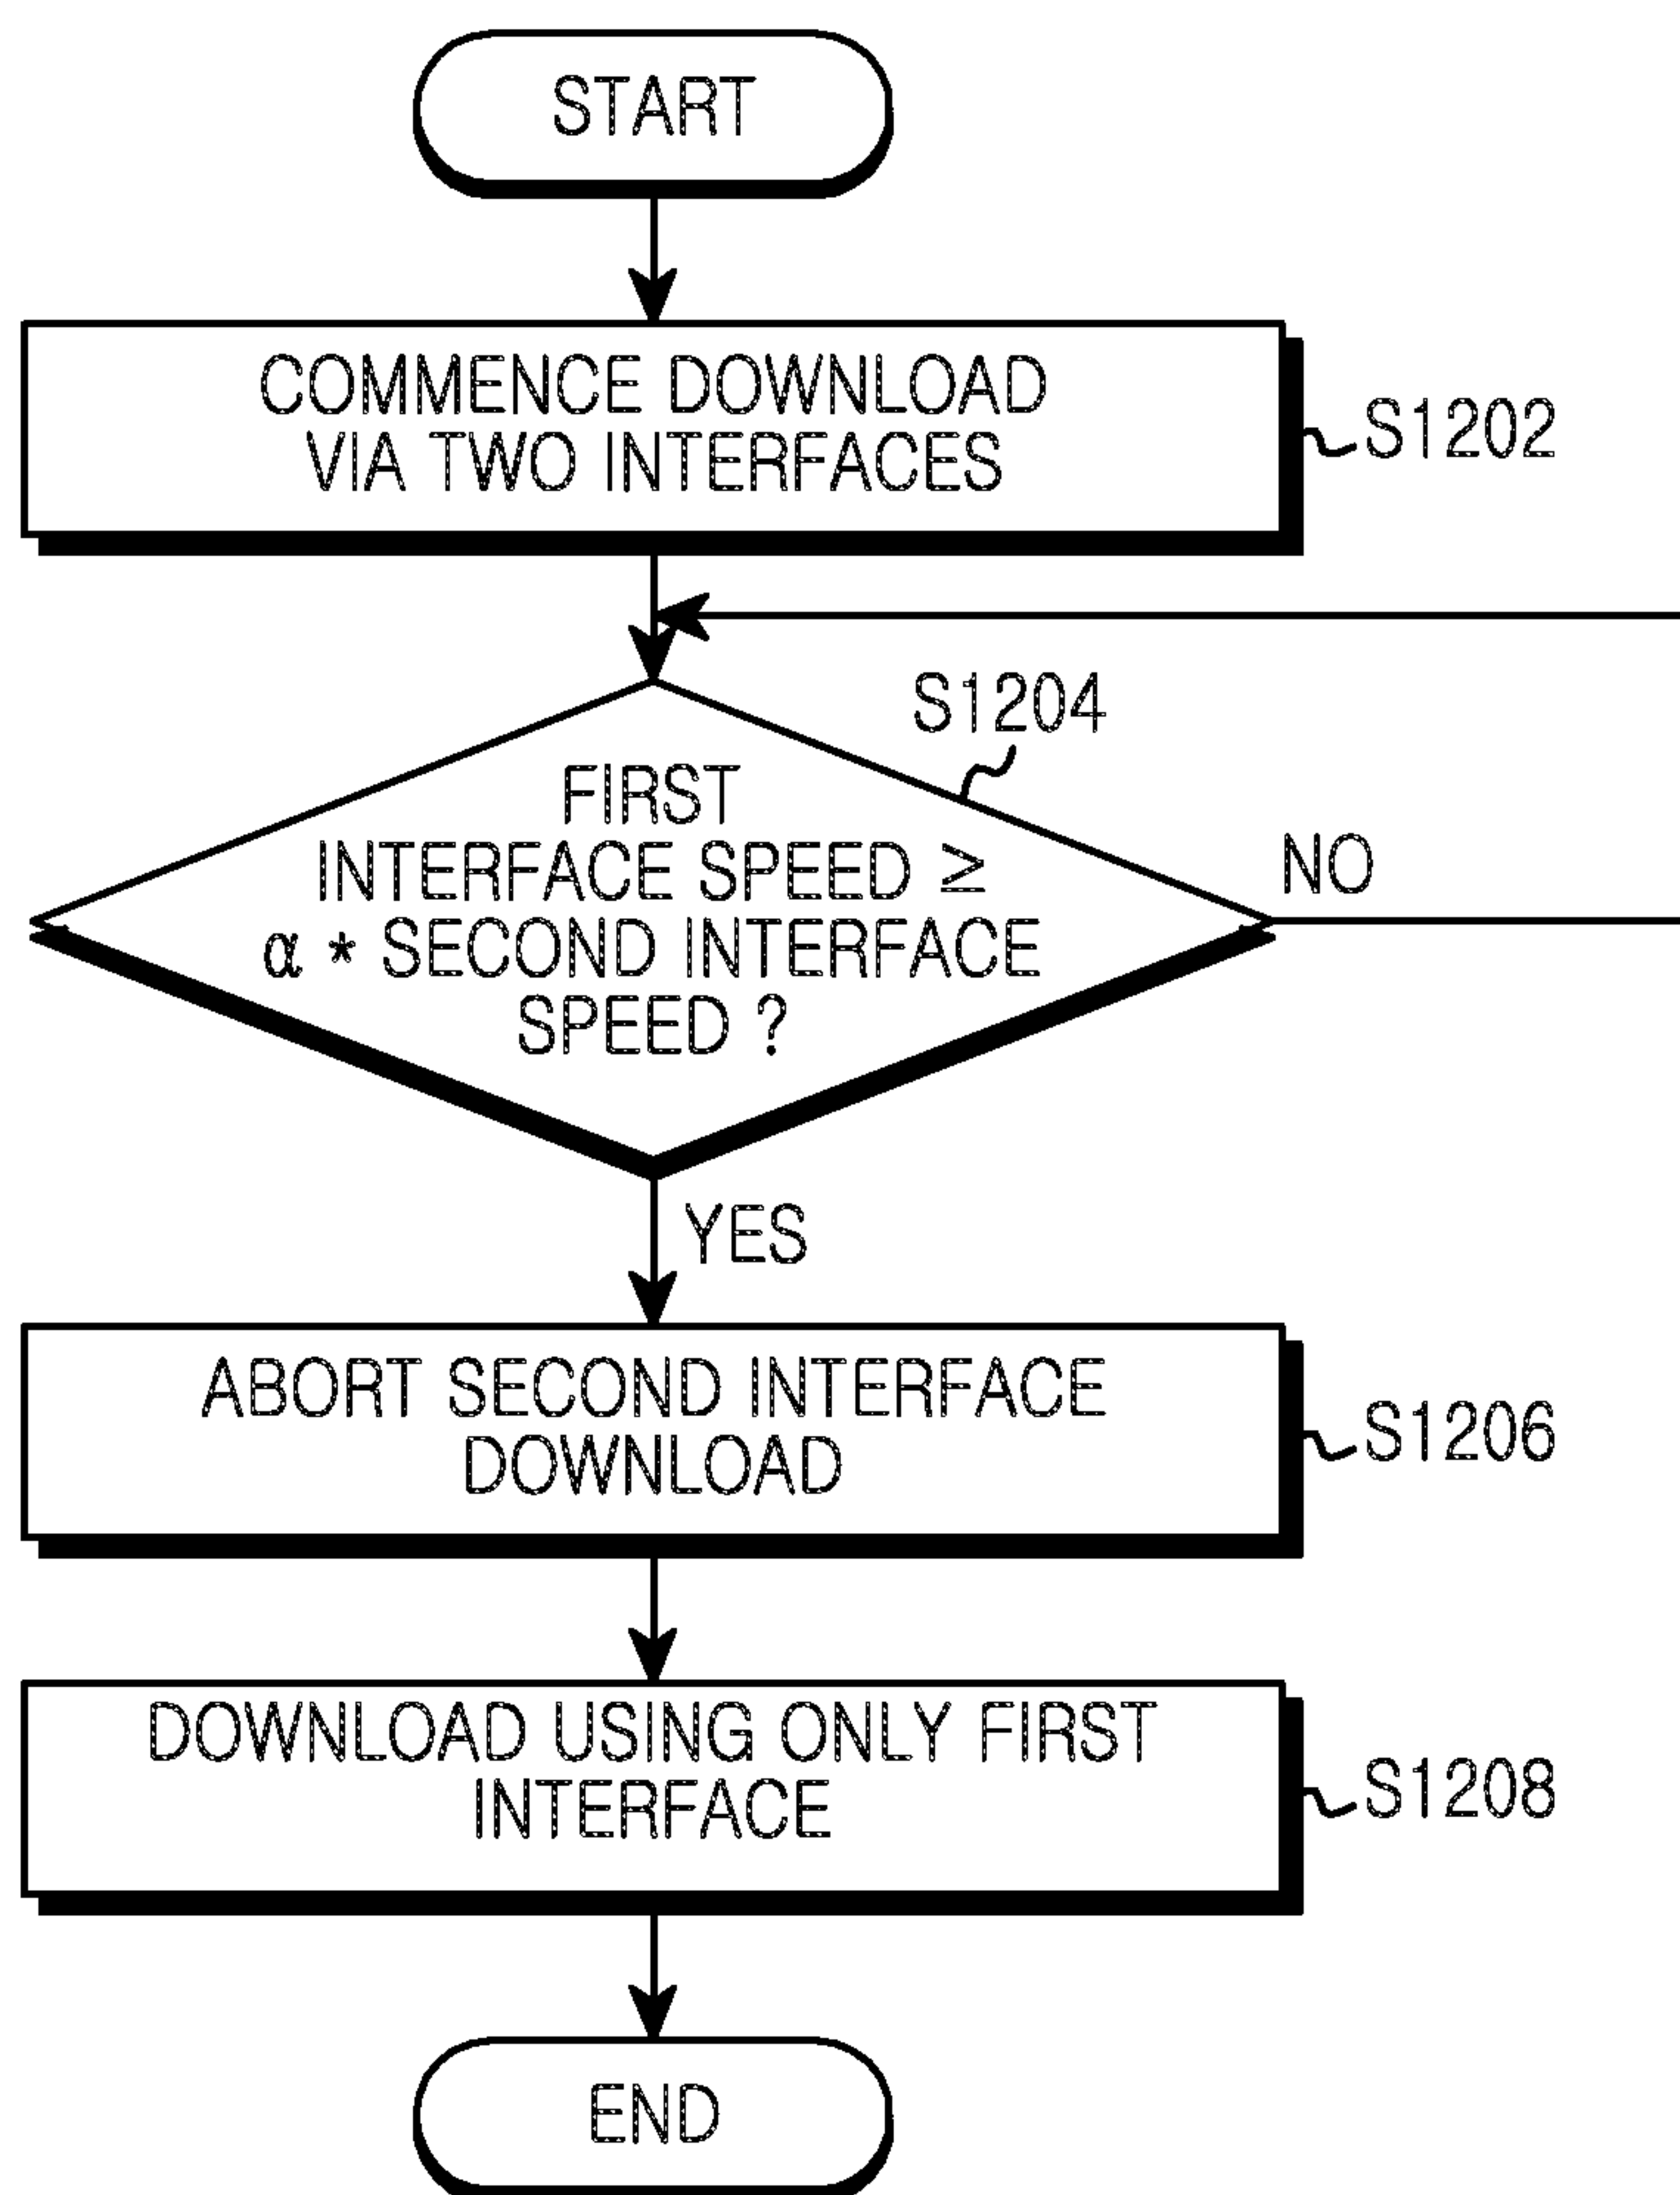 START
COMMENCE DOWNLOAD
VIA TWO INTERFACES
S1202
S1204
FIRST
INTERFACE SPEED ≥
α * SECOND INTERFACE
SPEED ?
NO
YES
ABORT SECOND INTERFACE
DOWNLOAD
S1206
DOWNLOAD USING ONLY FIRST
INTERFACE
S1208
END